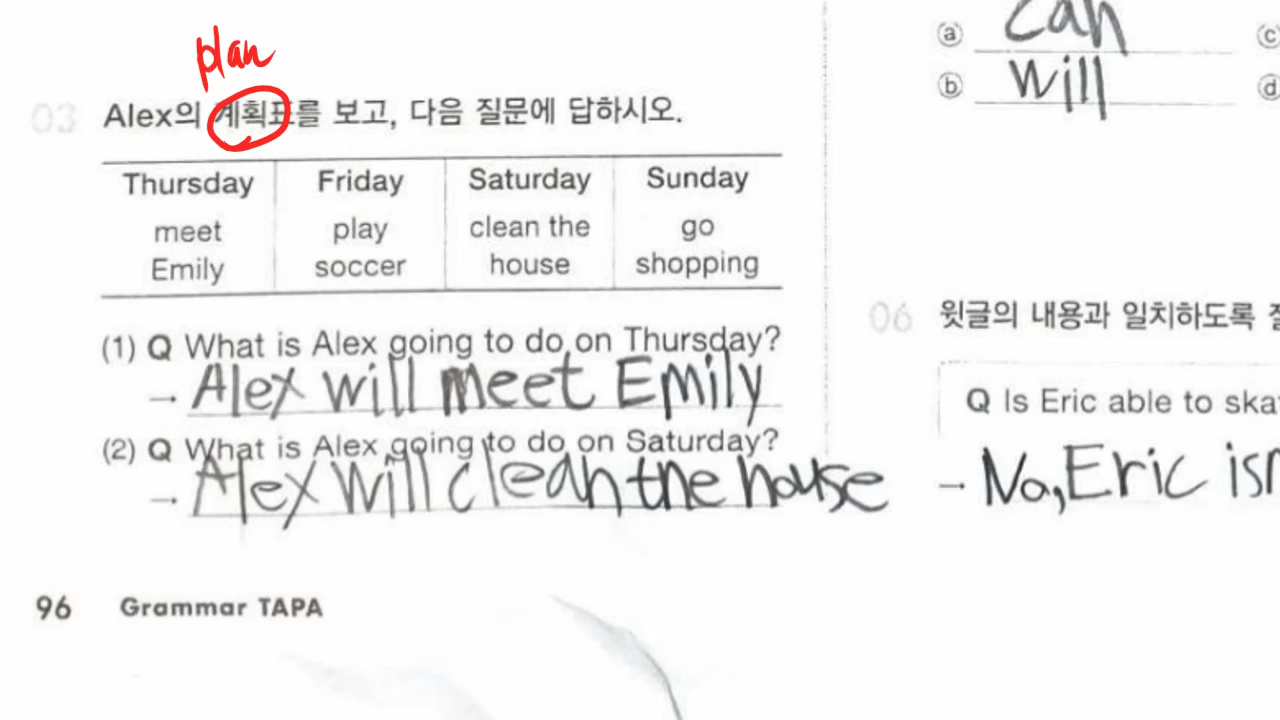 plan
03 Alex의 계획표를 보고, 다음 질문에 답하시오.
Thursday Friday Saturday Sunday
meet play clean the go
Emily soccer house shopping
(1) Q What is Alex going to do on Thursday?
→ Alex will meet Emily
(2) Q What is Alex going to do on Saturday?
→ Alex will clean the house
96 Grammar TAPA
ⓐ can ⓒ
ⓑ will ⓓ
06 윗글의 내용과 일치하도록
Q Is Eric able to
→ No, Eric